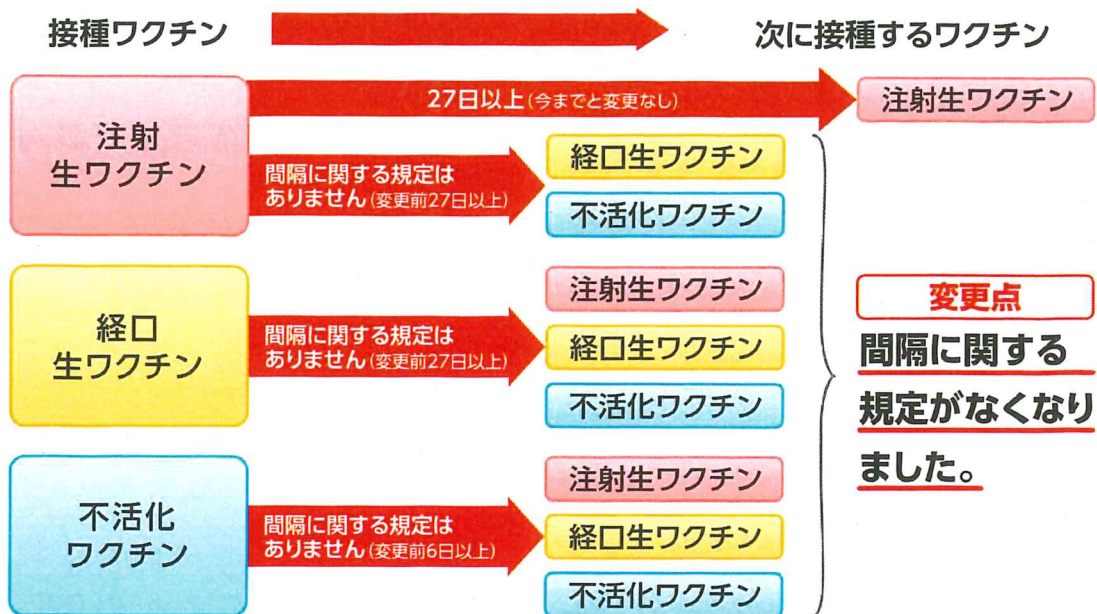 接種ワクチン
次に接種するワクチン
注射
生ワクチン
27日以上(今までと変更なし)
注射生ワクチン
間隔に関する規定は
ありません(変更前27日以上)
経口生ワクチン
不活化ワクチン
経口
生ワクチン
間隔に関する規定は
ありません(変更前27日以上)
注射生ワクチン
経口生ワクチン
不活化ワクチン
不活化
ワクチン
間隔に関する規定は
ありません(変更前6日以上)
注射生ワクチン
経口生ワクチン
不活化ワクチン
変更点
間隔に関する
規定がなくなり
ました。